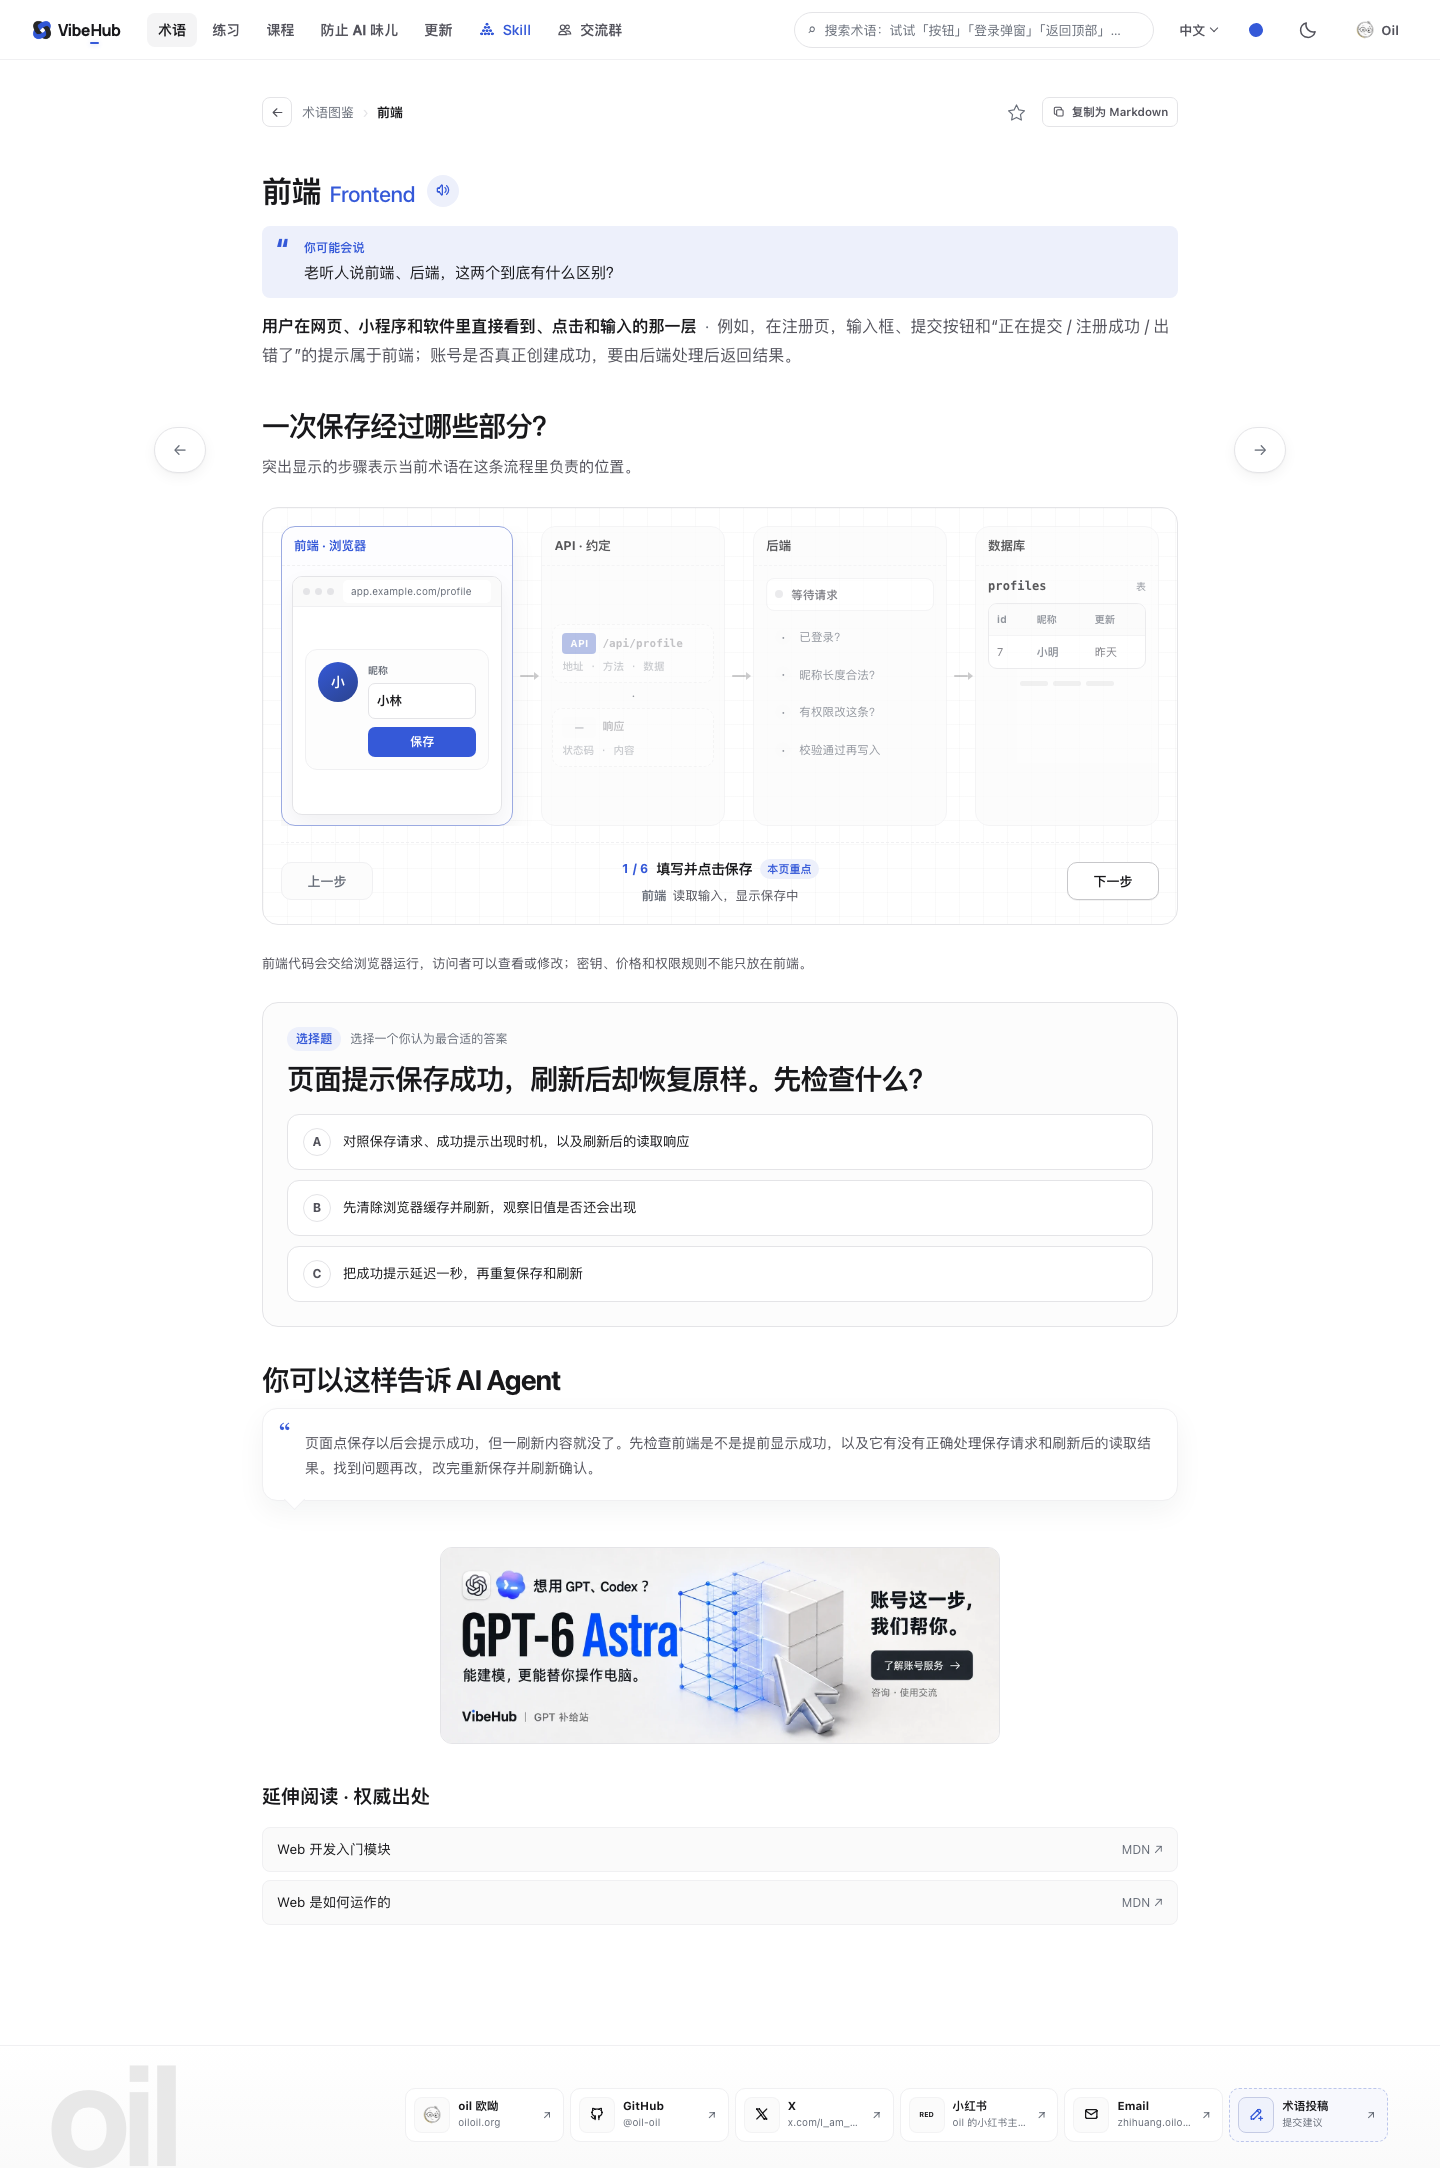 VibeHub
术语
练习
课程
防止 AI 味儿
更新
Skill
交流群
搜索术语：试试「按钮」「登录弹窗」「返回顶部」…
中文
Oil
术语图鉴 › 前端
复制为 Markdown
前端 Frontend
“ 你可能会说
老听人说前端、后端，这两个到底有什么区别？
用户在网页、小程序和软件里直接看到、点击和输入的那一层 · 例如，在注册页，输入框、提交按钮和“正在提交 / 注册成功 / 出
错了”的提示属于前端；账号是否真正创建成功，要由后端处理后返回结果。
一次保存经过哪些部分？
突出显示的步骤表示当前术语在这条流程里负责的位置。
前端 · 浏览器
app.example.com/profile
小
昵称
小林
保存
API · 约定
API /api/profile
地址 · 方法 · 数据
·
— 响应
状态码 · 内容
后端
等待请求
· 已登录？
· 昵称长度合法？
· 有权限改这条？
· 校验通过再写入
数据库
profiles 表
id 昵称 更新
7 小明 昨天
上一步
1 / 6 填写并点击保存 本页重点
前端 读取输入，显示保存中
下一步
前端代码会交给浏览器运行，访问者可以查看或修改；密钥、价格和权限规则不能只放在前端。
选择题 选择一个你认为最合适的答案
页面提示保存成功，刷新后却恢复原样。先检查什么？
A 对照保存请求、成功提示出现时机，以及刷新后的读取响应
B 先清除浏览器缓存并刷新，观察旧值是否还会出现
C 把成功提示延迟一秒，再重复保存和刷新
你可以这样告诉 AI Agent
“
页面点保存以后会提示成功，但一刷新内容就没了。先检查前端是不是提前显示成功，以及它有没有正确处理保存请求和刷新后的读取结
果。找到问题再改，改完重新保存并刷新确认。
想用 GPT、Codex？
GPT-6 Astra
能建模，更能替你操作电脑。
VibeHub | GPT 补给站
账号这一步，
我们帮你。
了解账号服务 →
咨询 · 使用交流
延伸阅读 · 权威出处
Web 开发入门模块 MDN ↗
Web 是如何运作的 MDN ↗
oil
oil 欧呦
oiloil.org
GitHub
@oil-oil
X
x.com/I_am_…
RED
小红书
oil 的小红书主…
Email
zhihuang.oilo…
术语投稿
提交建议